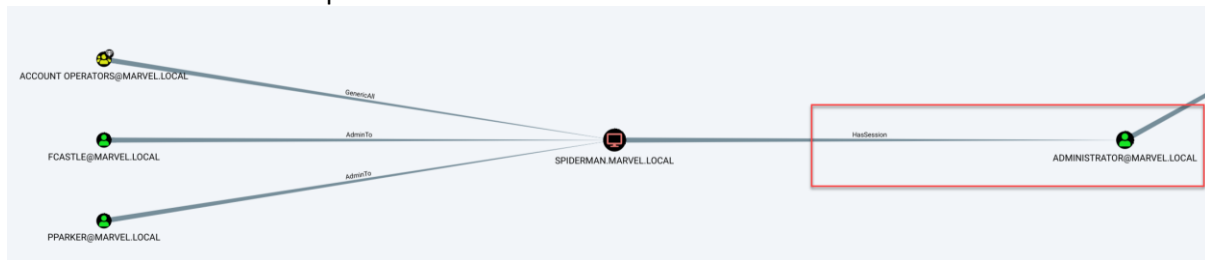 ACCOUNT OPERATORS@MARVEL.LOCAL
GenericAll
AdminTo
HasSession
FCASTLE@MARVEL.LOCAL
SPIDERMAN.MARVEL.LOCAL
ADMINISTRATOR@MARVEL.LOCAL
AdminTo
PPARKER@MARVEL.LOCAL